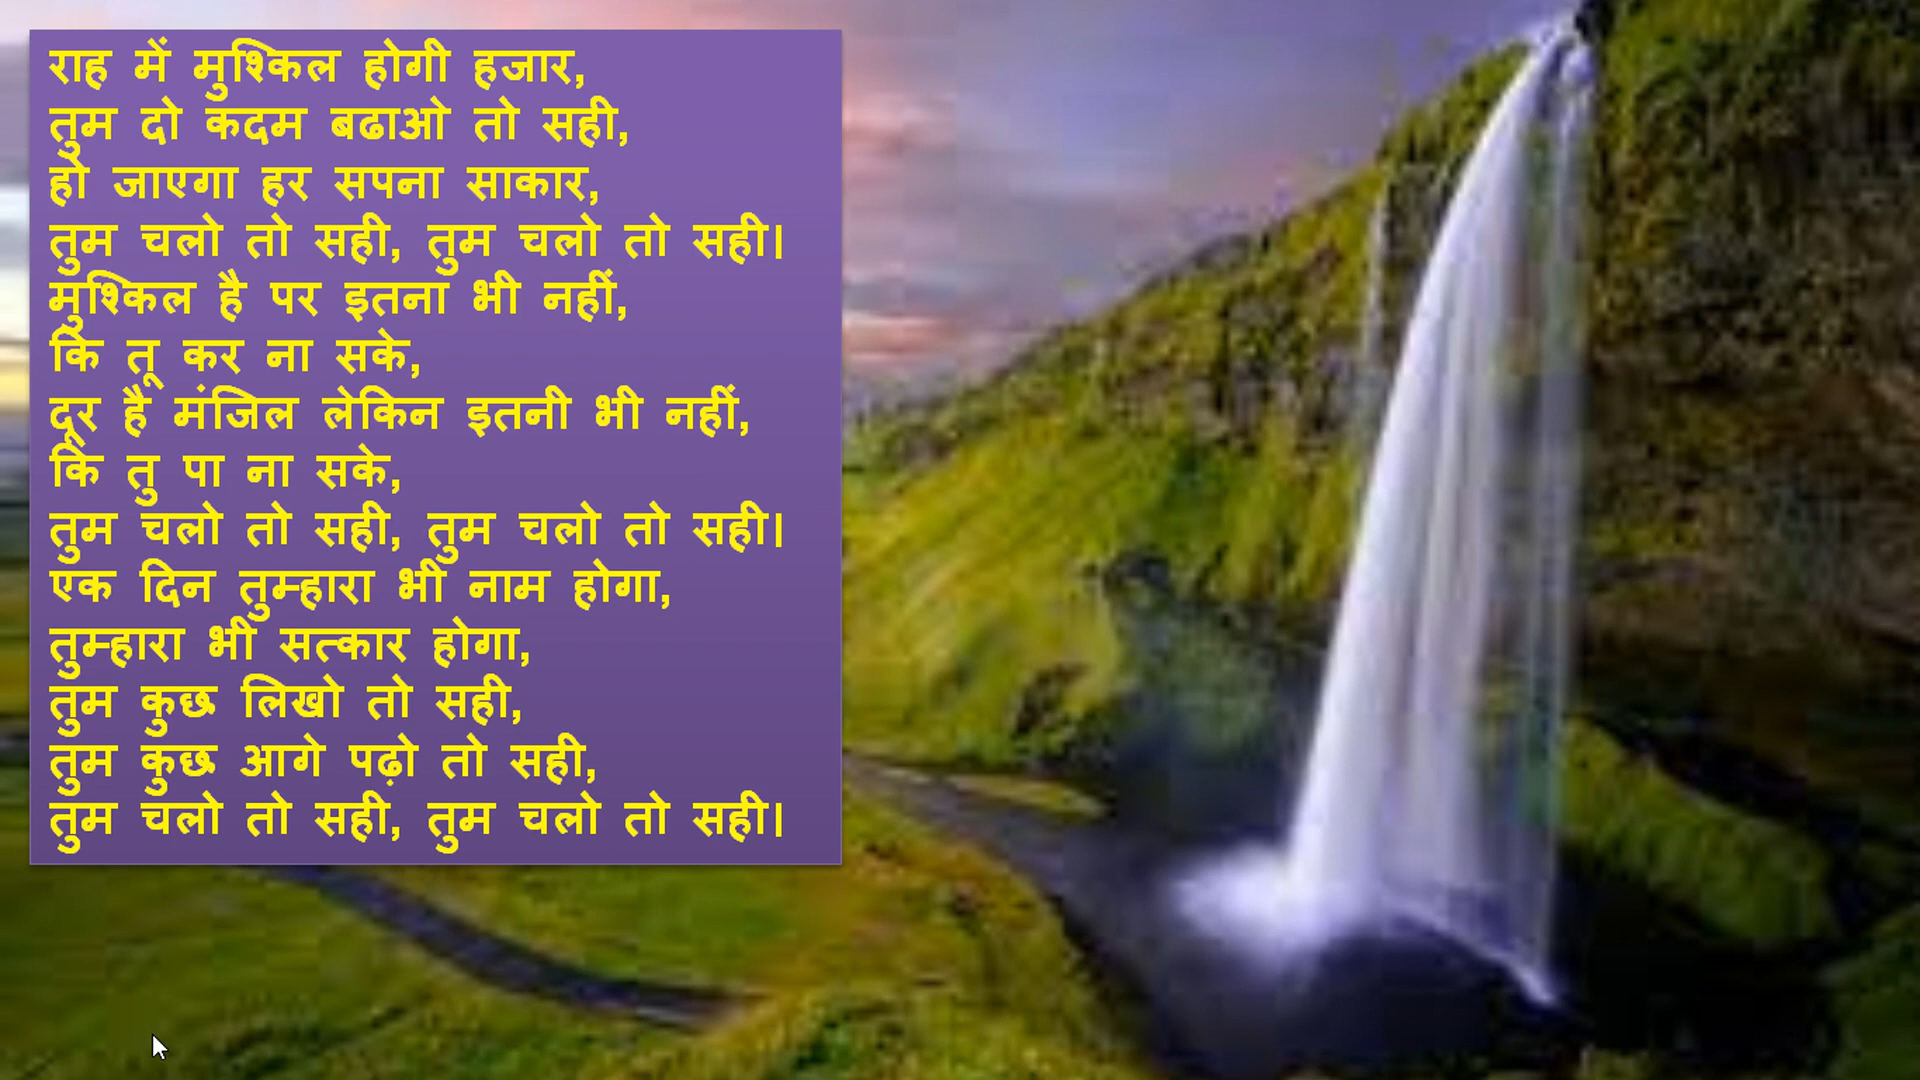 राह में मुश्किल होगी हजार,
तुम दो कदम बढाओ तो सही,
हो जाएगा हर सपना साकार,
तुम चलो तो सही, तुम चलो तो सही।
मुश्किल है पर इतना भी नहीं,
कि तू कर ना सके,
दूर है मंजिल लेकिन इतनी भी नहीं,
कि तु पा ना सके,
तुम चलो तो सही, तुम चलो तो सही।
एक दिन तुम्हारा भी नाम होगा,
तुम्हारा भी सत्कार होगा,
तुम कुछ लिखो तो सही,
तुम कुछ आगे पढ़ो तो सही,
तुम चलो तो सही, तुम चलो तो सही।